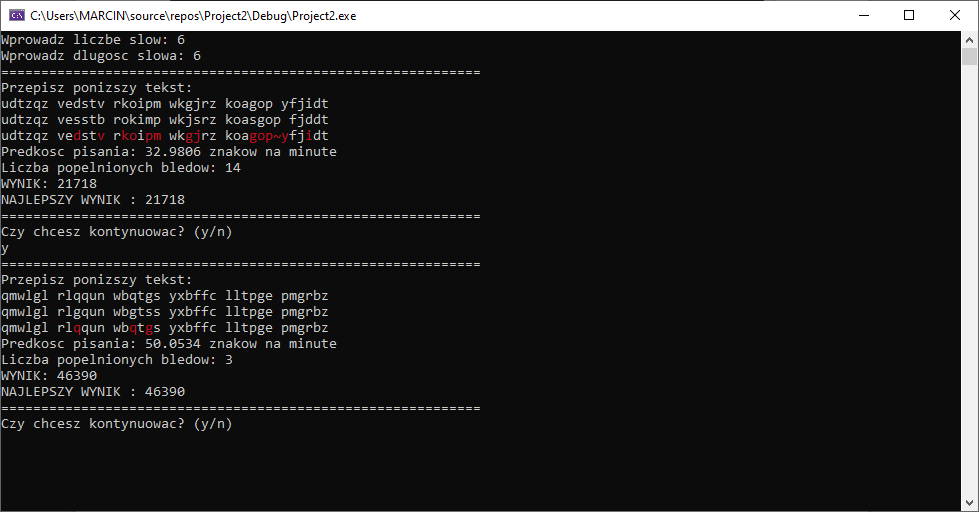 C:\Users\MARCIN\source\repos\Project2\Debug\Project2.exe
Wprowadz liczbe slow: 6
Wprowadz dlugosc slowa: 6
============================================================
Przepisz ponizszy tekst:
udtzqz vedstv rkoipm wkgjrz koagop yfjidt
udtzqz vesstb rokimp wkjsrz koasgop fjddt
udtzqz vedstv rkoipm wkgjrz koagop~yfjidt
Predkosc pisania: 32.9806 znakow na minute
Liczba popelnionych bledow: 14
WYNIK: 21718
NAJLEPSZY WYNIK : 21718
============================================================
Czy chcesz kontynuowac? (y/n)
y
============================================================
Przepisz ponizszy tekst:
qmwlgl rlqqun wbqtgs yxbffc lltpge pmgrbz
qmwlgl rlgqun wbgtss yxbffc lltpge pmgrbz
qmwlgl rlqqun wbqtgs yxbffc lltpge pmgrbz
Predkosc pisania: 50.0534 znakow na minute
Liczba popelnionych bledow: 3
WYNIK: 46390
NAJLEPSZY WYNIK : 46390
============================================================
Czy chcesz kontynuowac? (y/n)